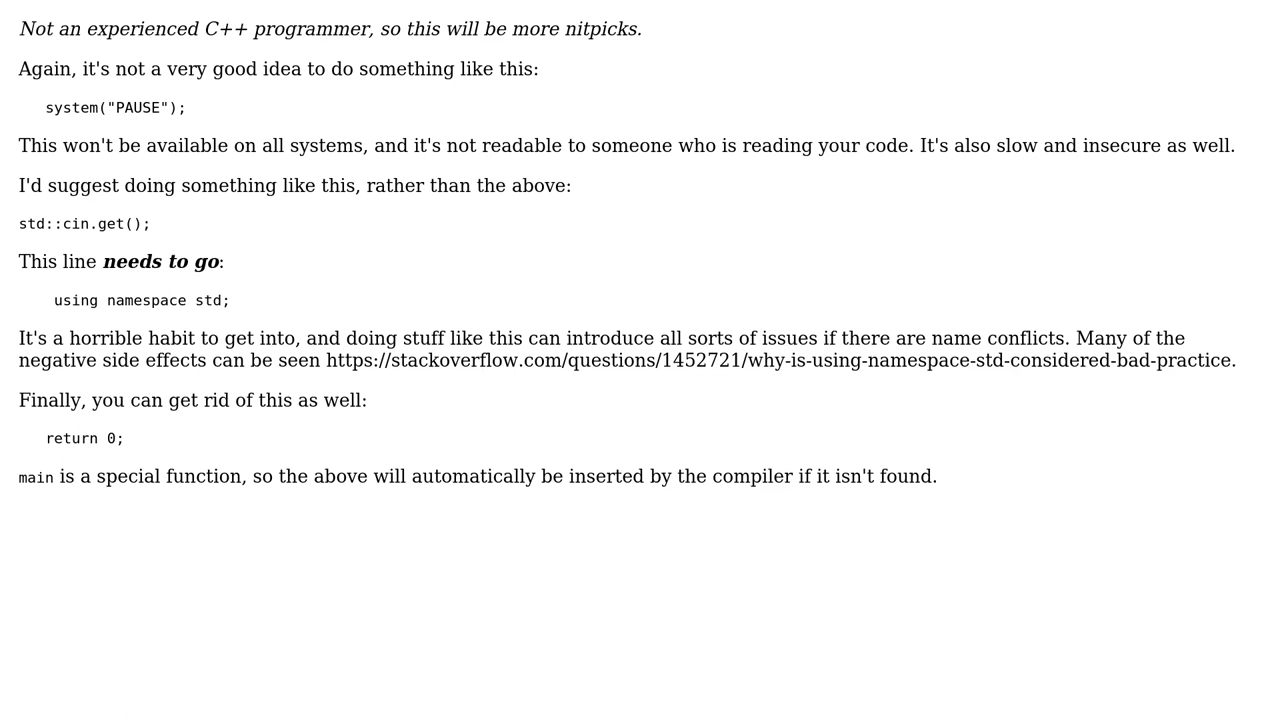 Not an experienced C++ programmer, so this will be more nitpicks.
Again, it's not a very good idea to do something like this:
system("PAUSE");
This won't be available on all systems, and it's not readable to someone who is reading your code. It's also slow and insecure as well.
I'd suggest doing something like this, rather than the above:
std::cin.get();
This line needs to go:
using namespace std;
It's a horrible habit to get into, and doing stuff like this can introduce all sorts of issues if there are name conflicts. Many of the
negative side effects can be seen https://stackoverflow.com/questions/1452721/why-is-using-namespace-std-considered-bad-practice.
Finally, you can get rid of this as well:
return 0;
main is a special function, so the above will automatically be inserted by the compiler if it isn't found.